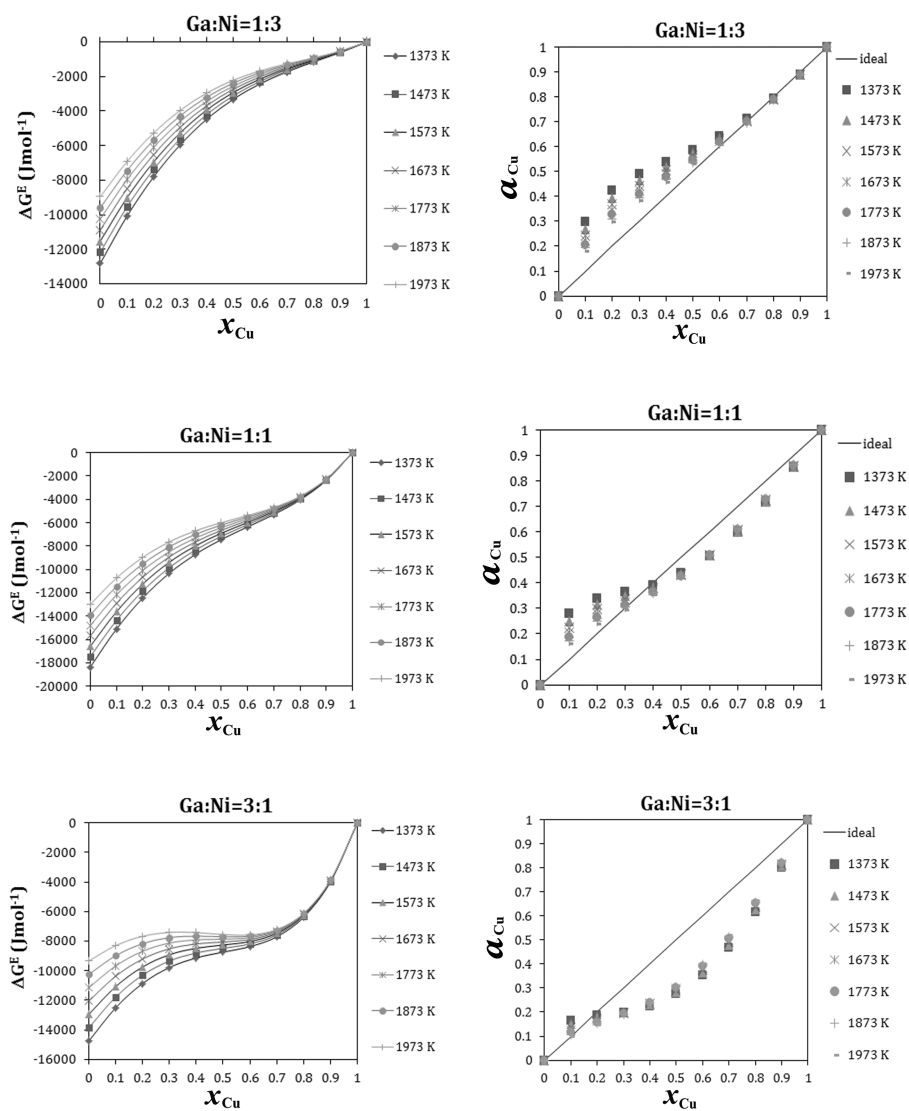 Ga:Ni=1:3
ΔG^E (Jmol^-1)
0
-2000
-4000
-6000
-8000
-10000
-12000
-14000
0 0.1 0.2 0.3 0.4 0.5 0.6 0.7 0.8 0.9 1
x_Cu
1373 K
1473 K
1573 K
1673 K
1773 K
1873 K
1973 K
Ga:Ni=1:3
a_Cu
1
0.9
0.8
0.7
0.6
0.5
0.4
0.3
0.2
0.1
0
0 0.1 0.2 0.3 0.4 0.5 0.6 0.7 0.8 0.9 1
x_Cu
ideal
1373 K
1473 K
1573 K
1673 K
1773 K
1873 K
1973 K
Ga:Ni=1:1
ΔG^E (Jmol^-1)
0
-2000
-4000
-6000
-8000
-10000
-12000
-14000
-16000
-18000
-20000
0 0.1 0.2 0.3 0.4 0.5 0.6 0.7 0.8 0.9 1
x_Cu
1373 K
1473 K
1573 K
1673 K
1773 K
1873 K
1973 K
Ga:Ni=1:1
a_Cu
1
0.9
0.8
0.7
0.6
0.5
0.4
0.3
0.2
0.1
0
0 0.1 0.2 0.3 0.4 0.5 0.6 0.7 0.8 0.9 1
x_Cu
ideal
1373 K
1473 K
1573 K
1673 K
1773 K
1873 K
1973 K
Ga:Ni=3:1
ΔG^E (Jmol^-1)
0
-2000
-4000
-6000
-8000
-10000
-12000
-14000
-16000
0 0.1 0.2 0.3 0.4 0.5 0.6 0.7 0.8 0.9 1
x_Cu
1373 K
1473 K
1573 K
1673 K
1773 K
1873 K
1973 K
Ga:Ni=3:1
a_Cu
1
0.9
0.8
0.7
0.6
0.5
0.4
0.3
0.2
0.1
0
0 0.1 0.2 0.3 0.4 0.5 0.6 0.7 0.8 0.9 1
x_Cu
ideal
1373 K
1473 K
1573 K
1673 K
1773 K
1873 K
1973 K